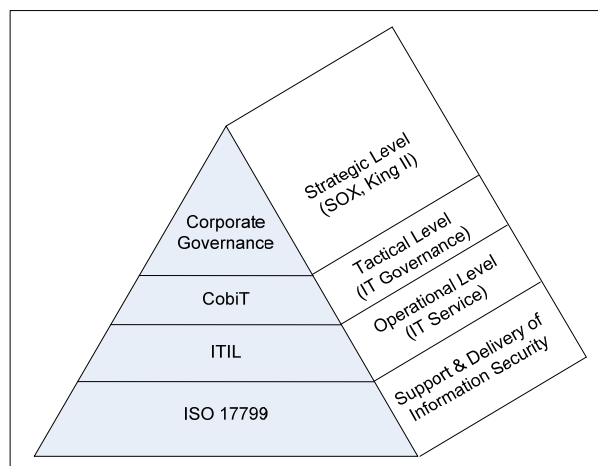 Corporate
Governance
CobiT
ITIL
ISO 17799
Strategic Level
(SOX, King II)
Tactical Level
(IT Governance)
Operational Level
(IT Service)
Support & Delivery of
Information Security